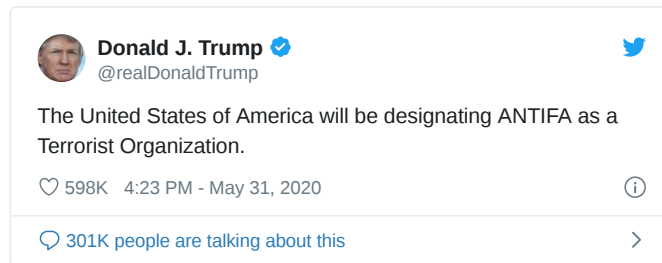 Donald J. Trump
@realDonaldTrump
The United States of America will be designating ANTIFA as a
Terrorist Organization.
598K 4:23 PM - May 31, 2020
301K people are talking about this